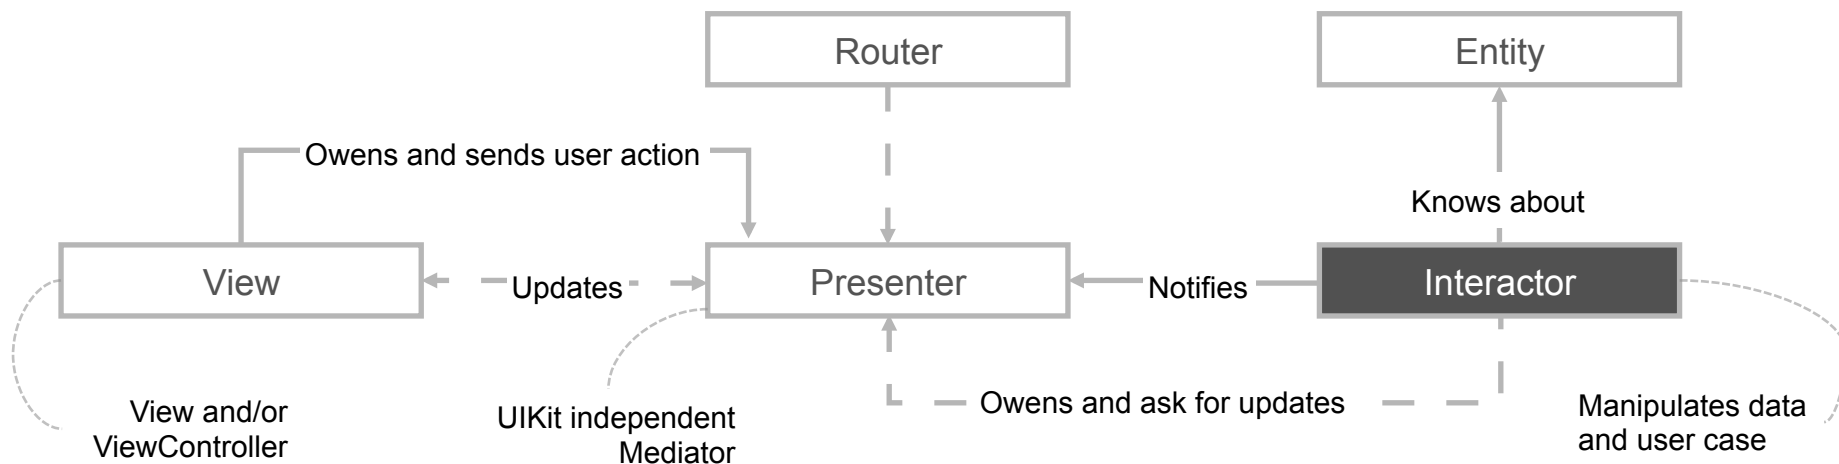 Router
Entity
Owens and sends user action
Knows about
View
Updates
Presenter
Notifies
Interactor
Owens and ask for updates
View and/or
ViewController
UIKit independent
Mediator
Manipulates data
and user case